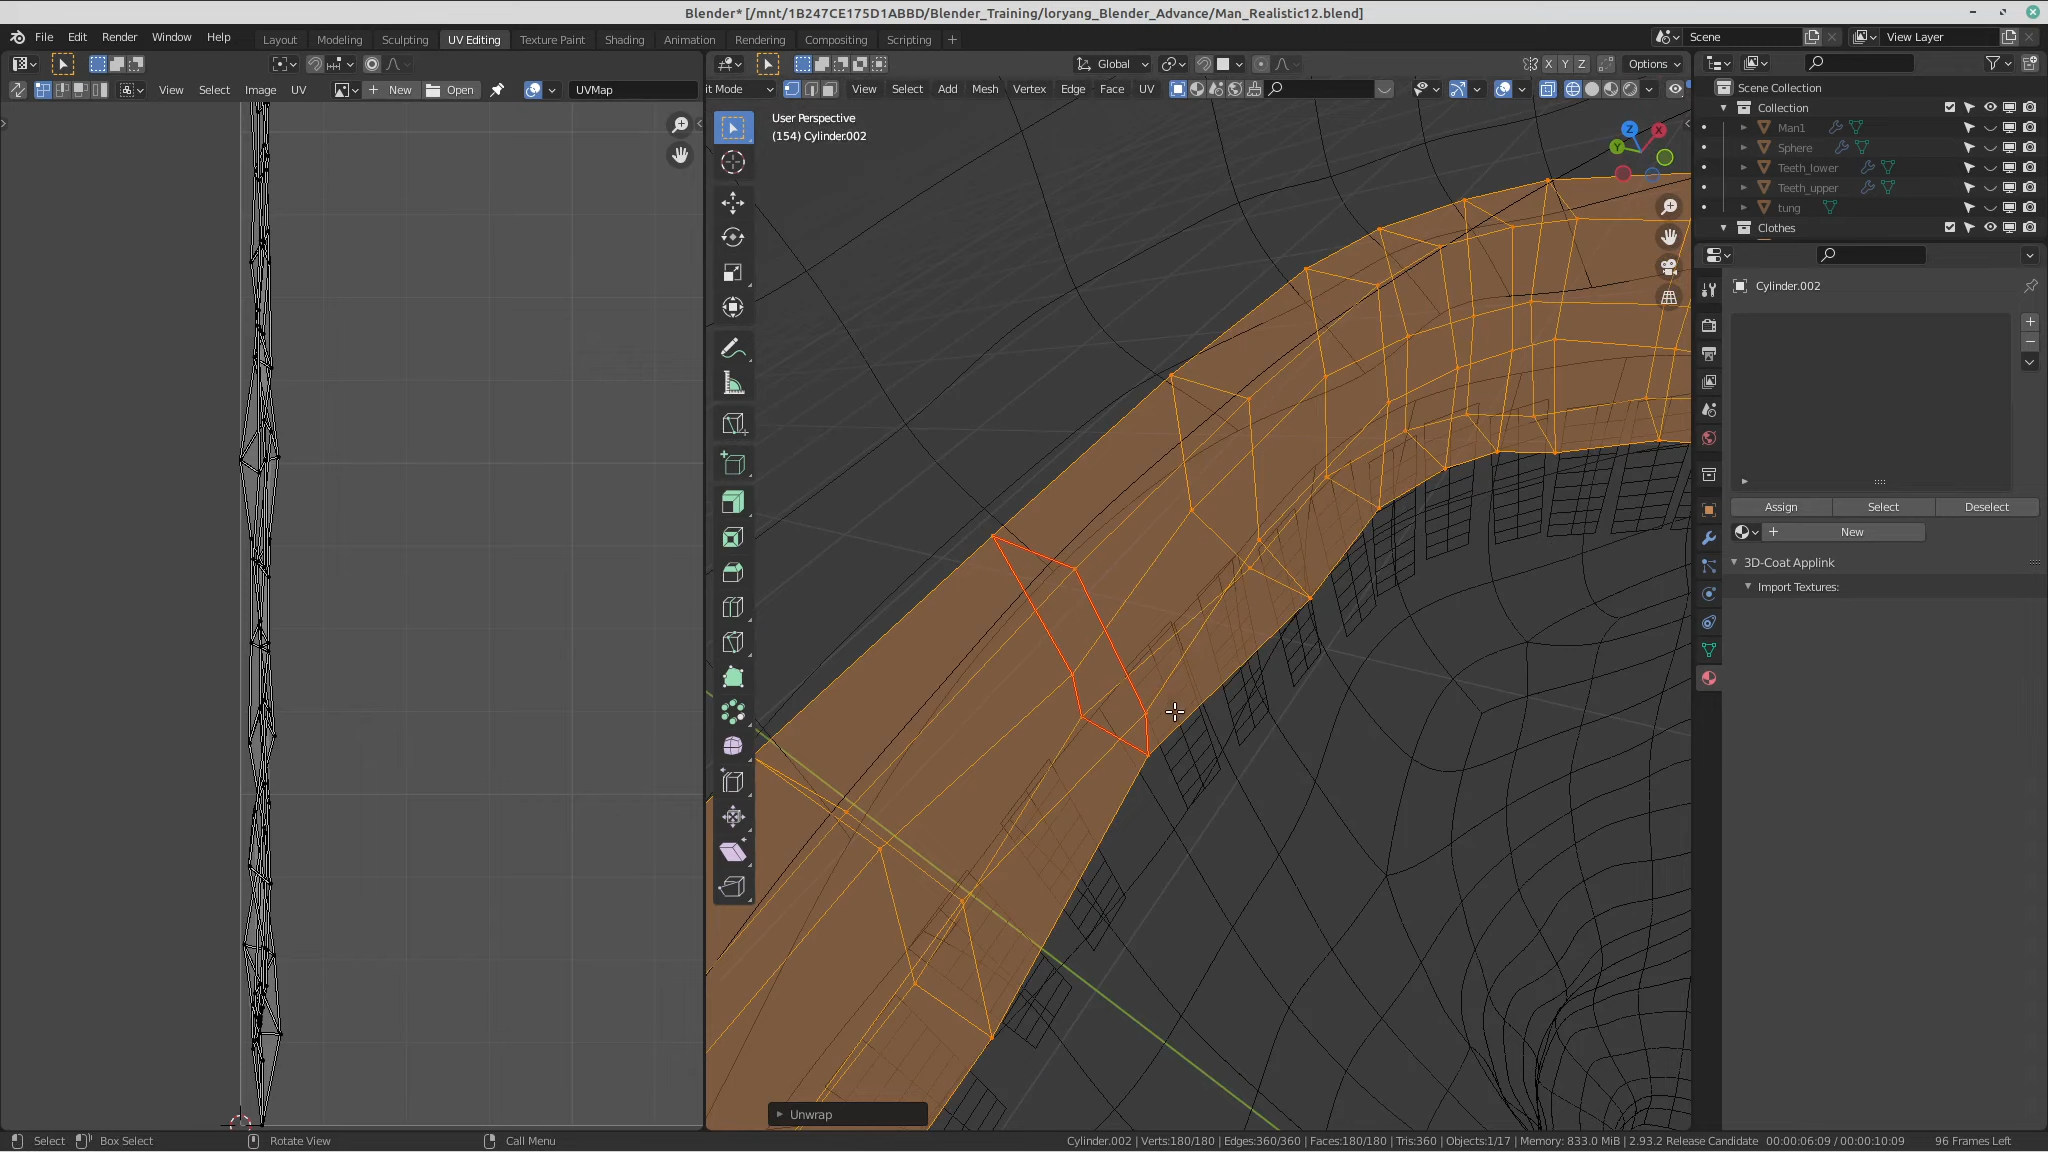 Blender* [/mnt/1B247CE175D1ABBD/Blender_Training/loryang_Blender_Advance/Man_Realistic12.blend]
File Edit Render Window Help Layout Modeling Sculpting UV Editing Texture Paint Shading Animation Rendering Compositing Scripting + Scene View Layer
Global X Y Z Options
View Select Image UV New Open UVMap it Mode View Select Add Mesh Vertex Edge Face UV
Scene Collection
Collection
Man1
Sphere
Teeth_lower
Teeth_upper
tung
Clothes
User Perspective
(154) Cylinder.002
Z X Y
Cylinder.002
Assign Select Deselect
New
3D-Coat Applink
Import Textures:
Unwrap
Select Box Select Rotate View Call Menu Cylinder.002 | Verts:180/180 | Edges:360/360 | Faces:180/180 | Tris:360 | Objects:1/17 | Memory: 833.0 MiB | 2.93.2 Release Candidate 00:00:06:09 / 00:00:10:09 96 Frames Left